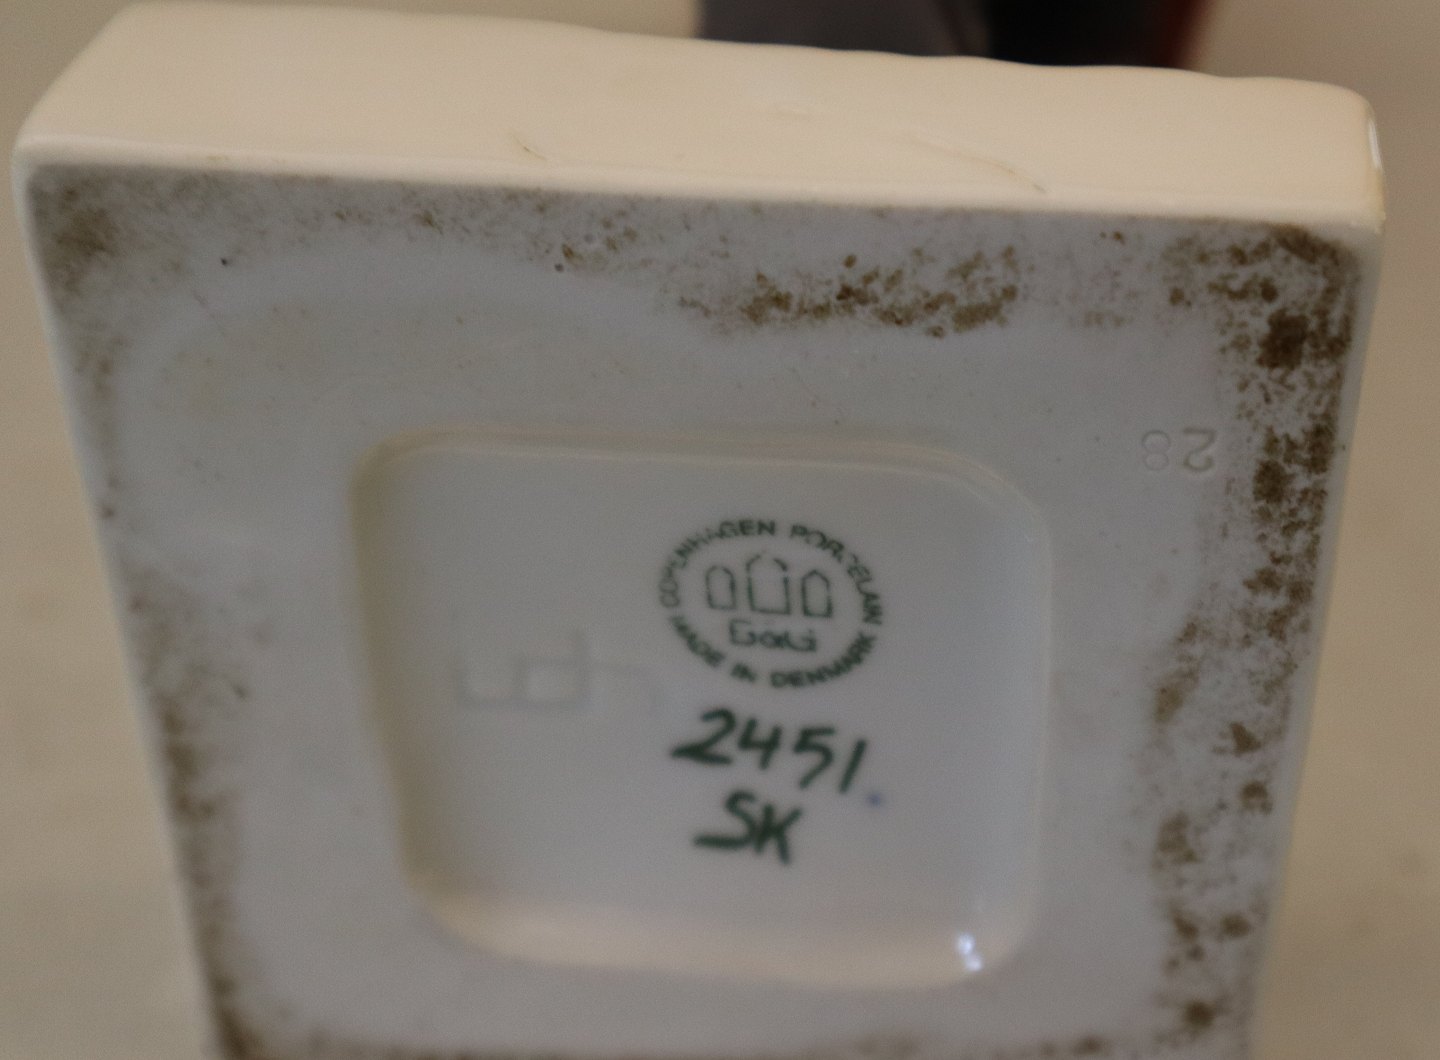 COPENHAGEN PORCELAIN
B&G
MADE IN DENMARK
2451
SK
28